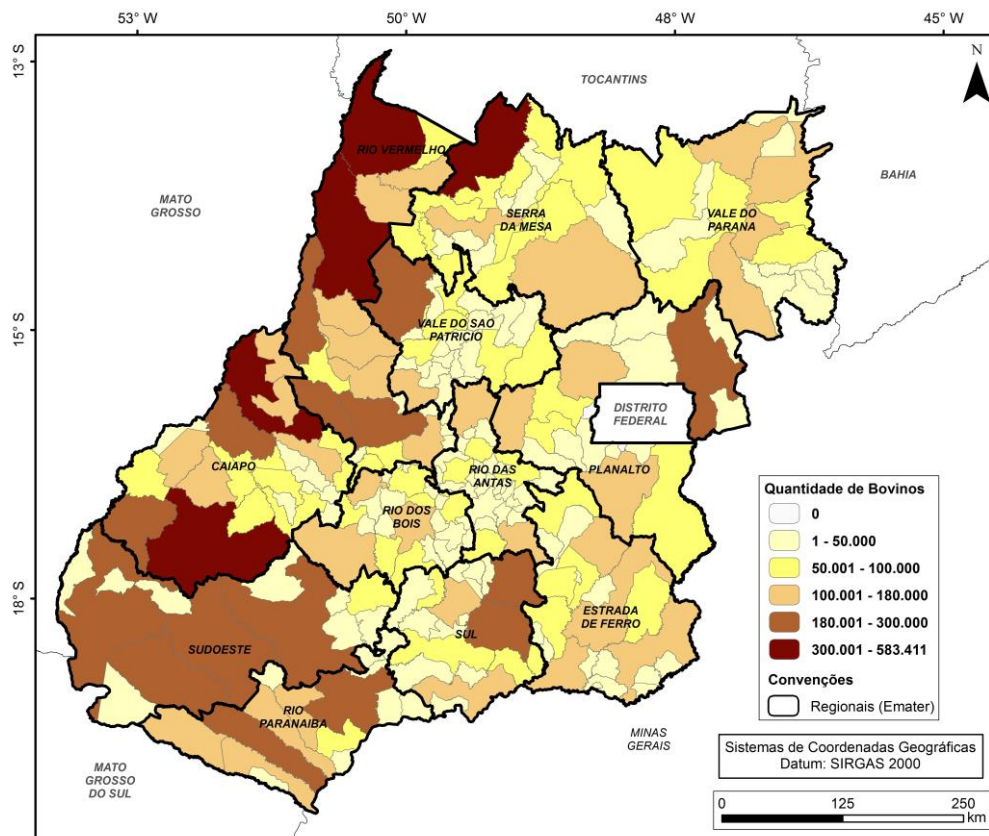 53° W
50° W
48° W
45° W
13° S
15° S
18° S
N
TOCANTINS
BAHIA
MATO
GROSSO
RIO VERMELHO
SERRA
DA MESA
VALE DO
PARANA
VALE DO SAO
PATRICIO
DISTRITO
FEDERAL
CAIAPO
RIO DAS
ANTAS
PLANALTO
RIO DOS
BOIS
ESTRADA
DE FERRO
SUL
SUDOESTE
RIO
PARANAIBA
MINAS
GERAIS
MATO
GROSSO
DO SUL
Quantidade de Bovinos
0
1 - 50.000
50.001 - 100.000
100.001 - 180.000
180.001 - 300.000
300.001 - 583.411
Convenções
Regionais (Emater)
Sistemas de Coordenadas Geográficas
Datum: SIRGAS 2000
0 125 250
km